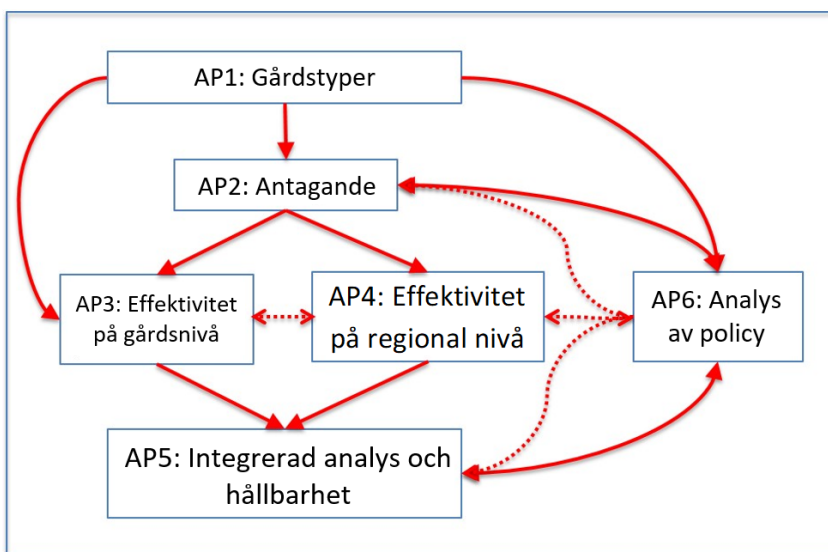 AP1: Gårdstyper
AP2: Antagande
AP3: Effektivitet
på gårdsnivå
AP4: Effektivitet
på regional nivå
AP6: Analys
av policy
AP5: Integrerad analys och
hållbarhet